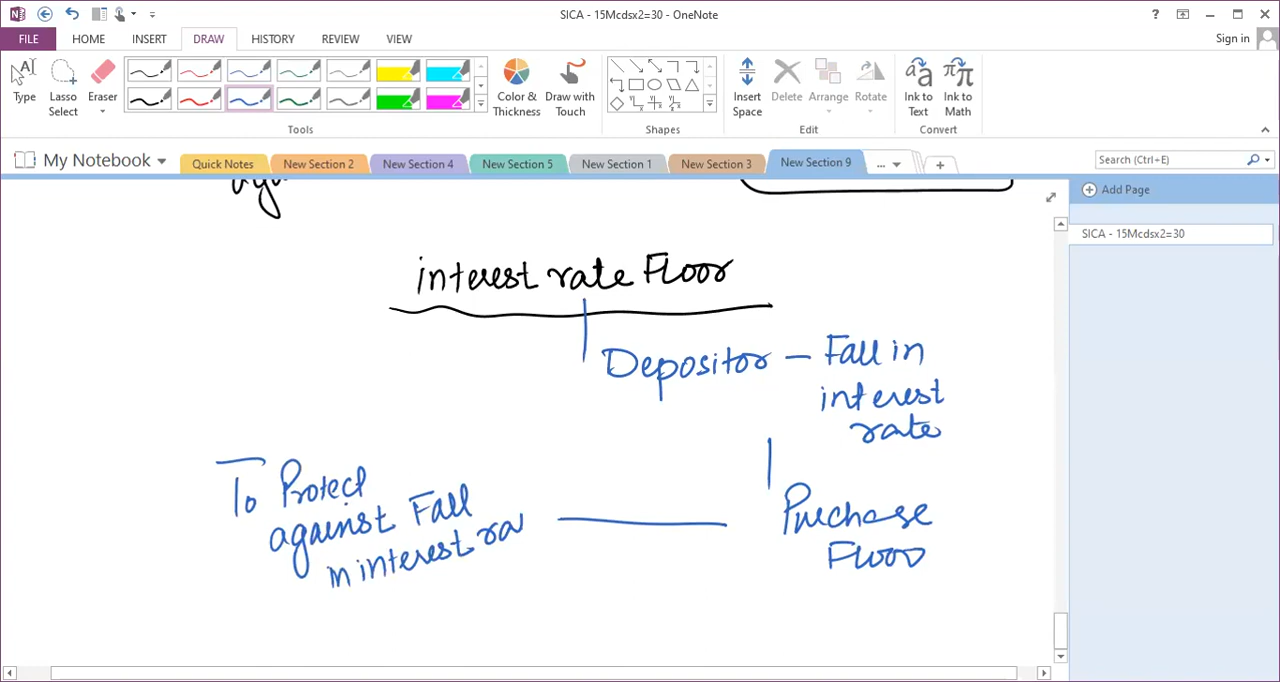 SICA - 15Mcdsx2=30 - OneNote
Sign in
FILE HOME INSERT DRAW HISTORY REVIEW VIEW
Type
Lasso Select
Eraser
Color & Thickness
Draw with Touch
Insert Space
Delete
Arrange
Rotate
Ink to Text
Ink to Math
Tools
Shapes
Edit
Convert
My Notebook
Quick Notes
New Section 2
New Section 4
New Section 5
New Section 1
New Section 3
New Section 9
...
Search (Ctrl+E)
Add Page
SICA - 15Mcdsx2=30
interest rate Floor
Depositor — Fall in
interest
rate
To Protect
against Fall
in interest ra
Purchase
Floor